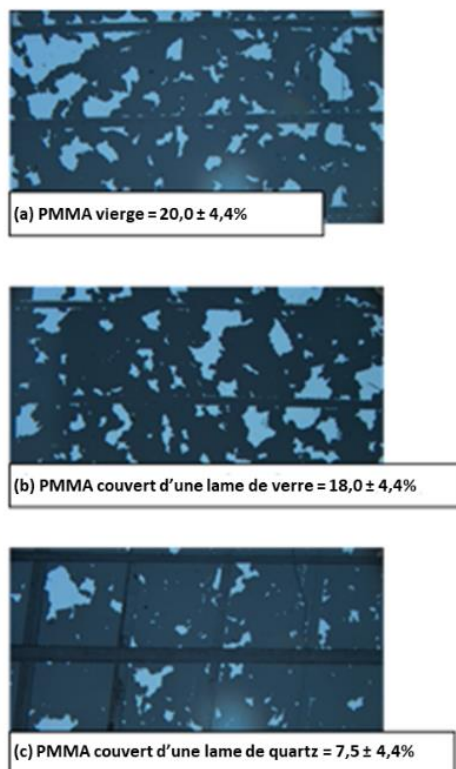 (a) PMMA vierge = 20,0 ± 4,4%
(b) PMMA couvert d'une lame de verre = 18,0 ± 4,4%
(c) PMMA couvert d'une lame de quartz = 7,5 ± 4,4%